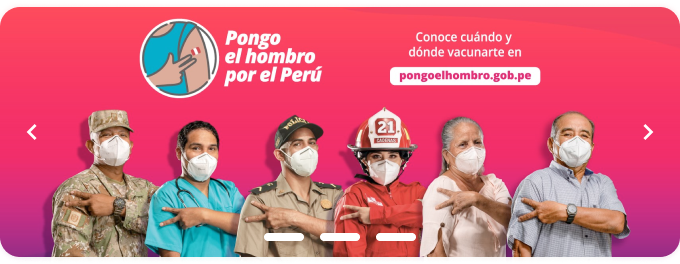 Pongo
el hombro
por el Perú
Conoce cuándo y
dónde vacunarte en
pongoelhombro.gob.pe
POLICIA
21